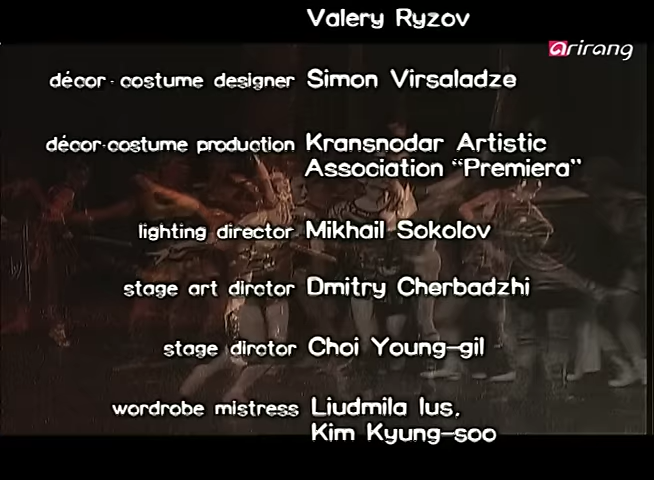 Valery Ryzov
arirang
décor·costume designer Simon Virsaladze
décor·costume production Kransnodar Artistic
Association “Premiera”
lighting director Mikhail Sokolov
stage art dirctor Dmitry Cherbadzhi
stage dirctor Choi Young-gil
wordrobe mistress Liudmila Ius,
Kim Kyung-soo